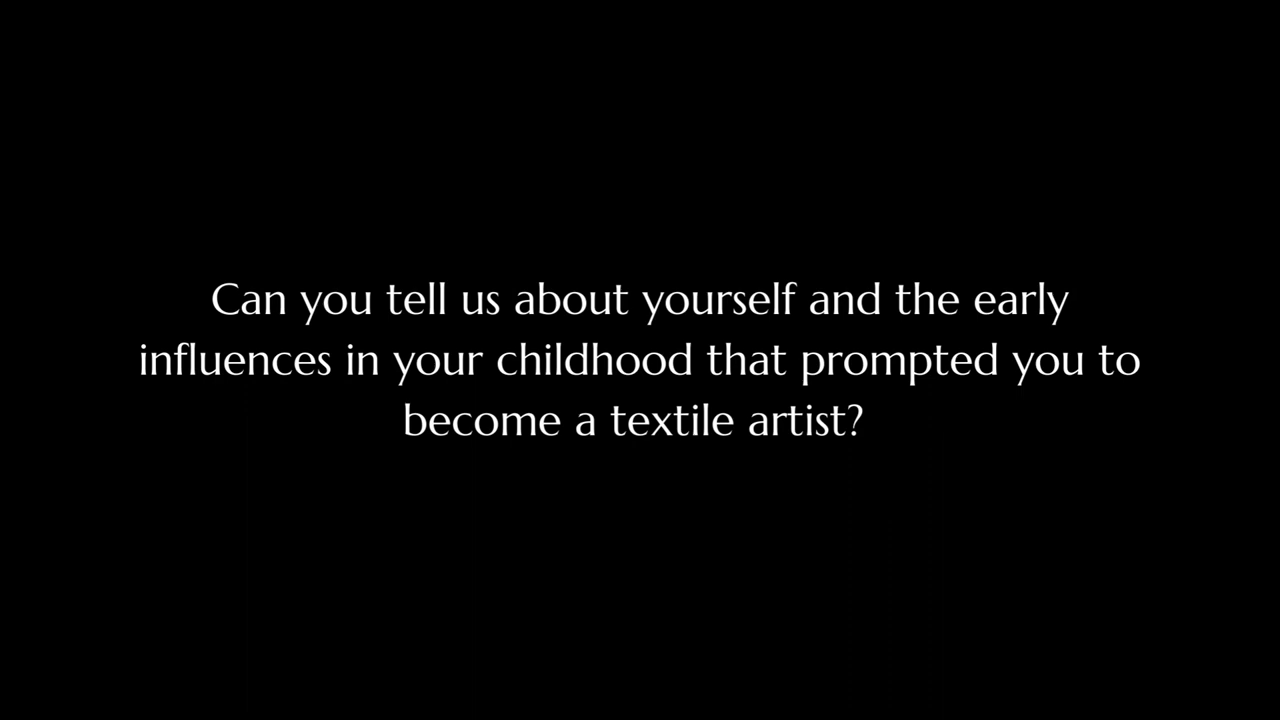 Can you tell us about yourself and the early
influences in your childhood that prompted you to
become a textile artist?